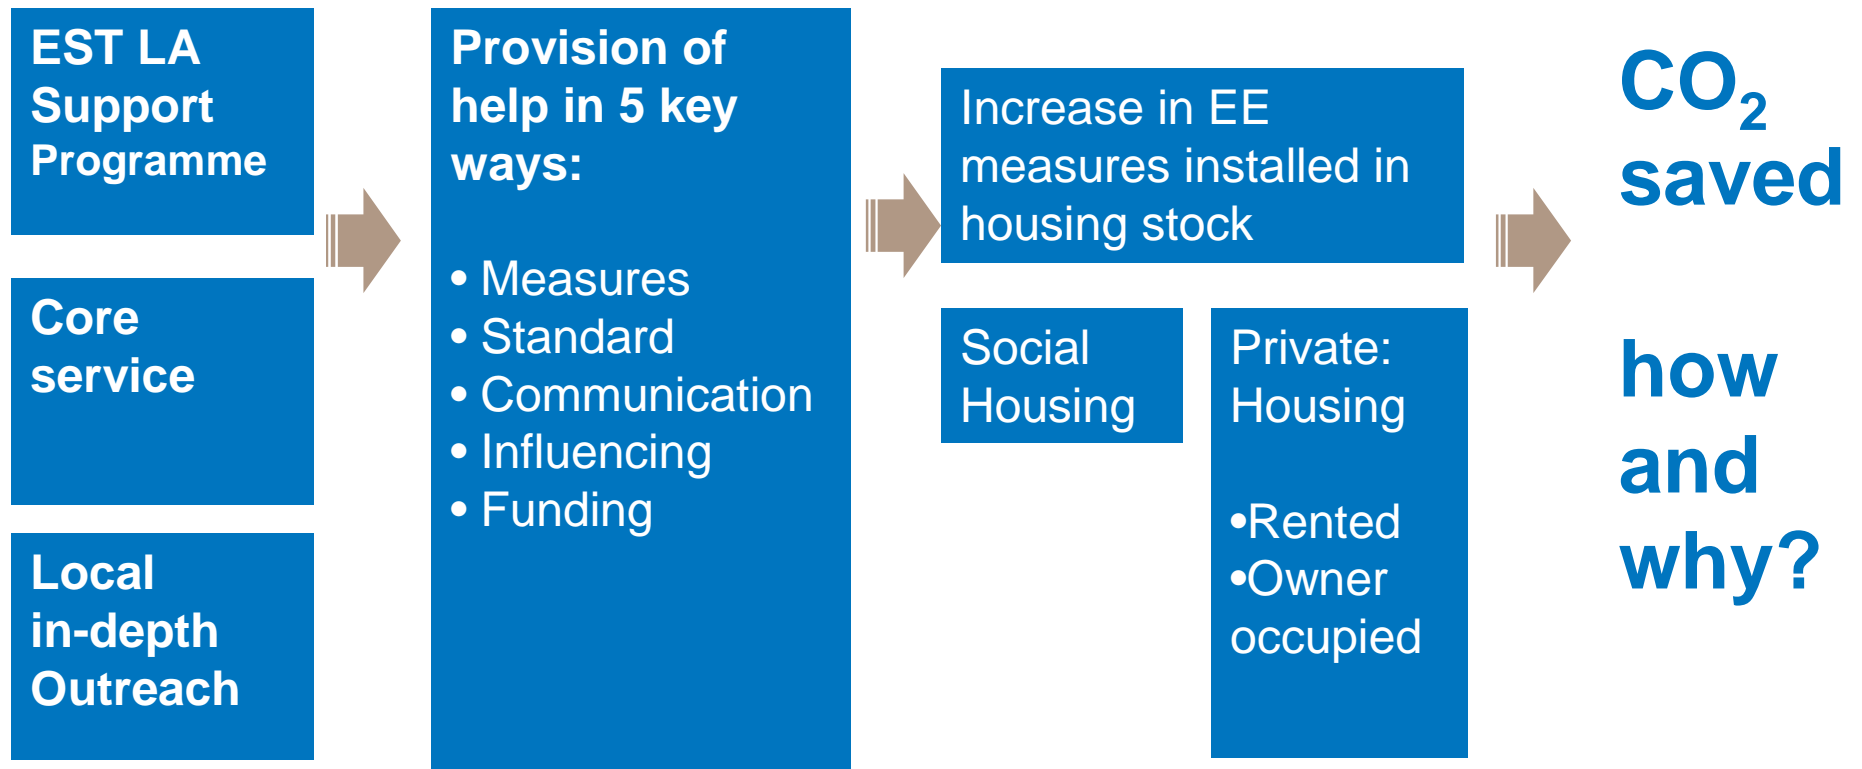 EST LA
Support
Programme
Core
service
Local
in-depth
Outreach
Provision of
help in 5 key
ways:
• Measures
• Standard
• Communication
• Influencing
• Funding
Increase in EE
measures installed in
housing stock
Social
Housing
Private:
Housing
•Rented
•Owner
occupied
CO₂
saved
how
and
why?